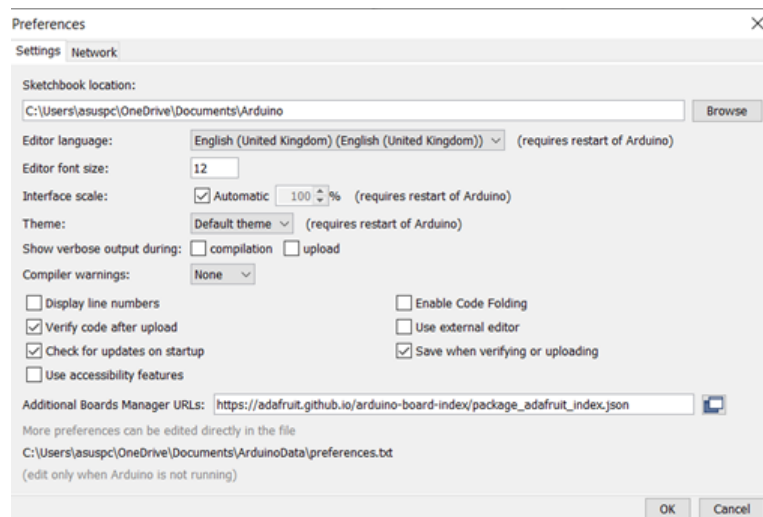 Preferences
Settings Network
Sketchbook location:
C:\Users\asuspc\OneDrive\Documents\Arduino Browse
Editor language: English (United Kingdom) (English (United Kingdom)) (requires restart of Arduino)
Editor font size: 12
Interface scale: Automatic 100 % (requires restart of Arduino)
Theme: Default theme (requires restart of Arduino)
Show verbose output during: compilation upload
Compiler warnings: None
Display line numbers Enable Code Folding
Verify code after upload Use external editor
Check for updates on startup Save when verifying or uploading
Use accessibility features
Additional Boards Manager URLs: https://adafruit.github.io/arduino-board-index/package_adafruit_index.json
More preferences can be edited directly in the file
C:\Users\asuspc\OneDrive\Documents\ArduinoData\preferences.txt
(edit only when Arduino is not running)
OK Cancel